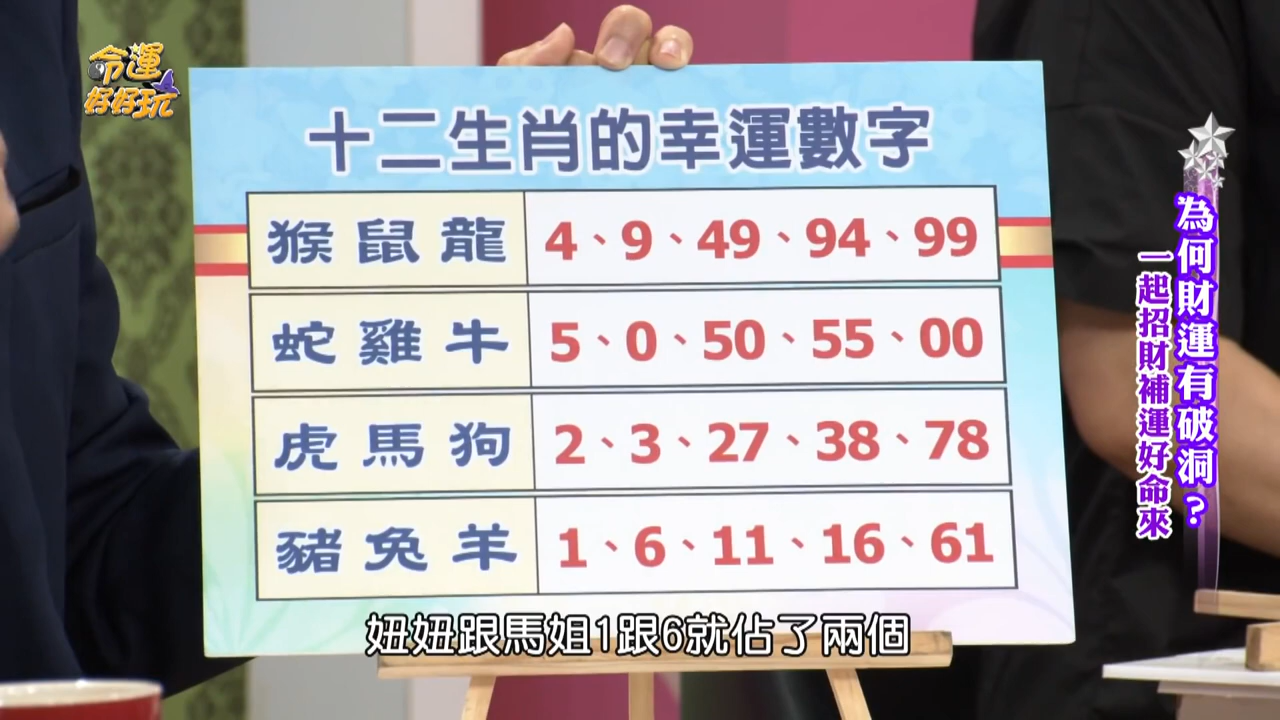 命運
好好玩
十二生肖的幸運數字
猴 鼠 龍 4、9、49、94、99
蛇 雞 牛 5、0、50、55、00
虎 馬 狗 2、3、27、38、78
豬 兔 羊 1、6、11、16、61
為何財運有破洞?
一起招財補運好命來
妞妞跟馬姐1跟6就佔了兩個